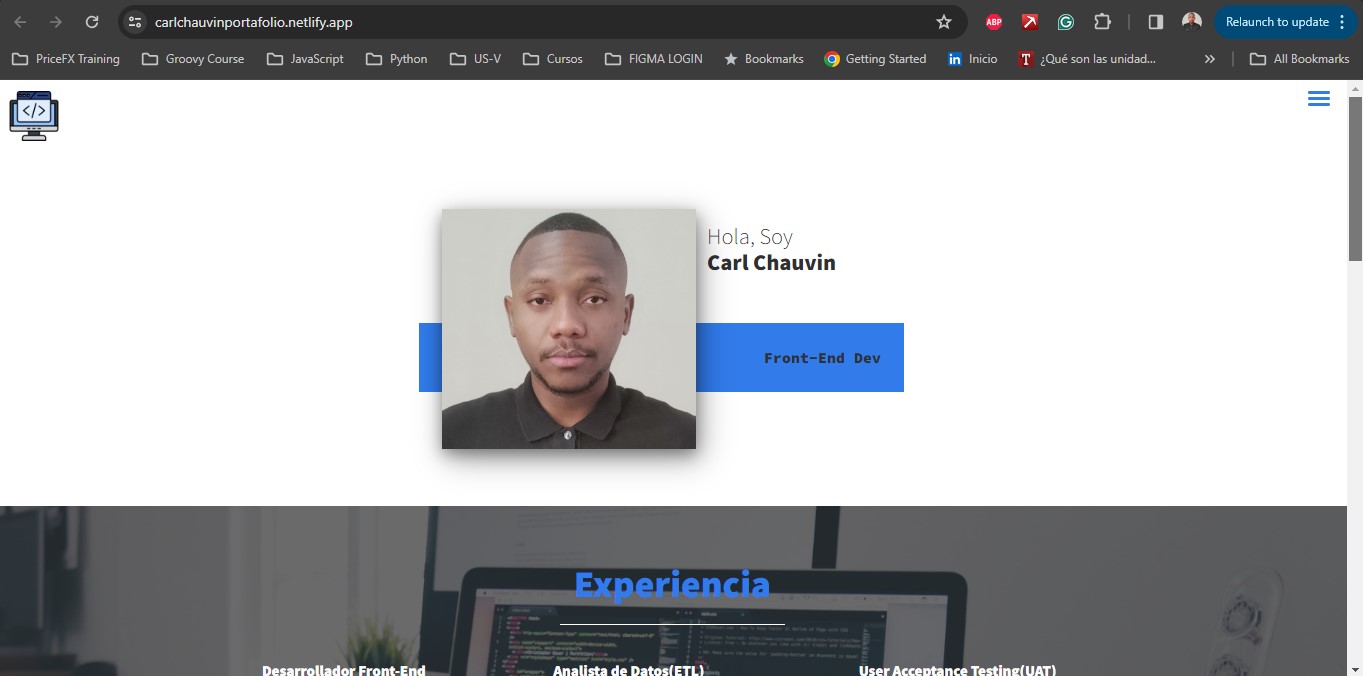 carlchauvinportafolio.netlify.app
ABP
Relaunch to update
PriceFX Training
Groovy Course
JavaScript
Python
US-V
Cursos
FIGMA LOGIN
Bookmarks
Getting Started
in
Inicio
T
¿Qué son las unidad...
»
All Bookmarks
</>
Hola, Soy
Carl Chauvin
Front-End Dev
Experiencia
Desarrollador Front-End
Analista de Datos(ETL)
User Acceptance Testing(UAT)